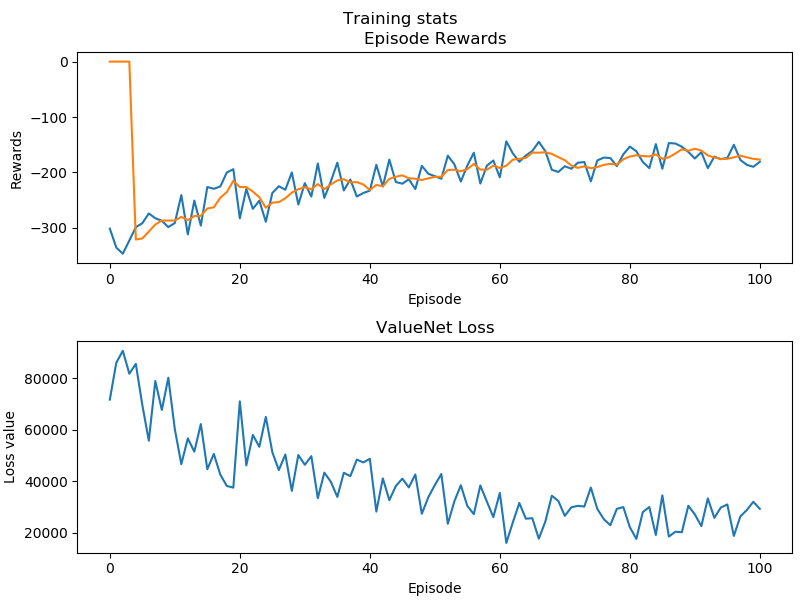 Training stats
Episode Rewards
0
−100
−200
−300
Rewards
0 20 40 60 80 100
Episode
ValueNet Loss
80000
60000
40000
20000
Loss value
0 20 40 60 80 100
Episode